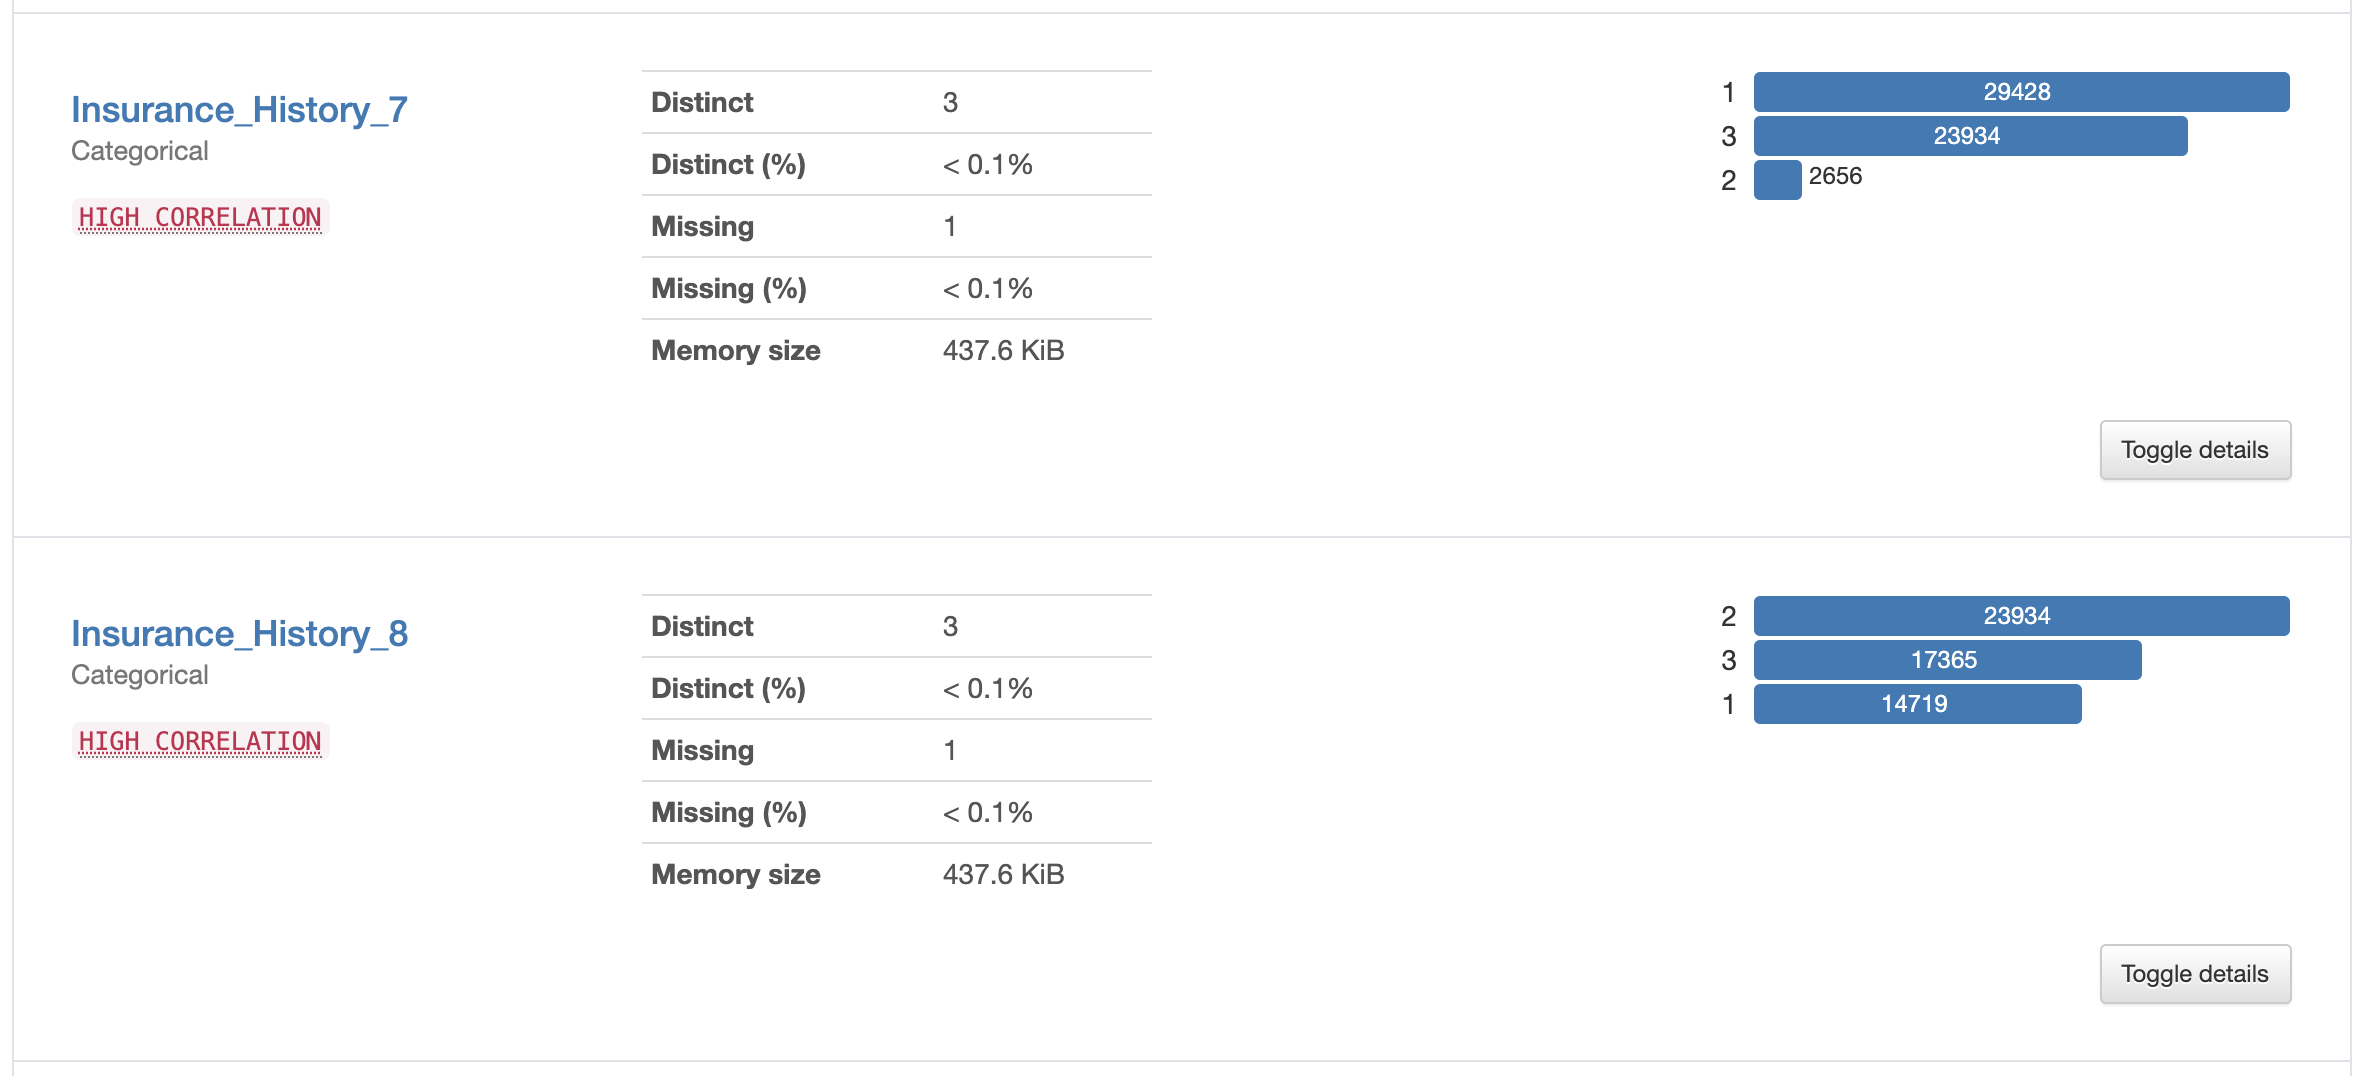 Insurance_History_7
Categorical
HIGH CORRELATION
Distinct 3
Distinct (%) < 0.1%
Missing 1
Missing (%) < 0.1%
Memory size 437.6 KiB
1 29428
3 23934
2 2656
Toggle details
Insurance_History_8
Categorical
HIGH CORRELATION
Distinct 3
Distinct (%) < 0.1%
Missing 1
Missing (%) < 0.1%
Memory size 437.6 KiB
2 23934
3 17365
1 14719
Toggle details